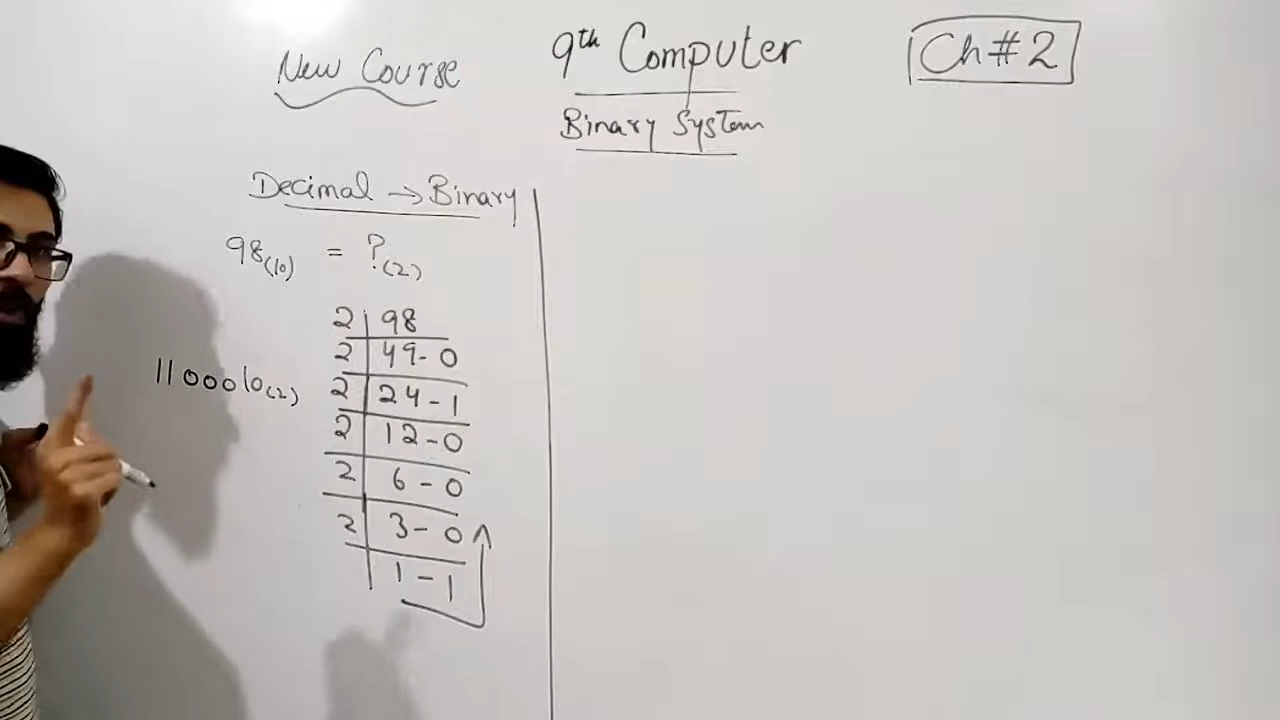 New Course
9th Computer
Ch#2
Binary System
Decimal → Binary
98(10) = ?(2)
2 | 98
2 | 49 - 0
2 | 24 - 1
1100010(2)
2 | 12 - 0
2 | 6 - 0
2 | 3 - 0
1 - 1